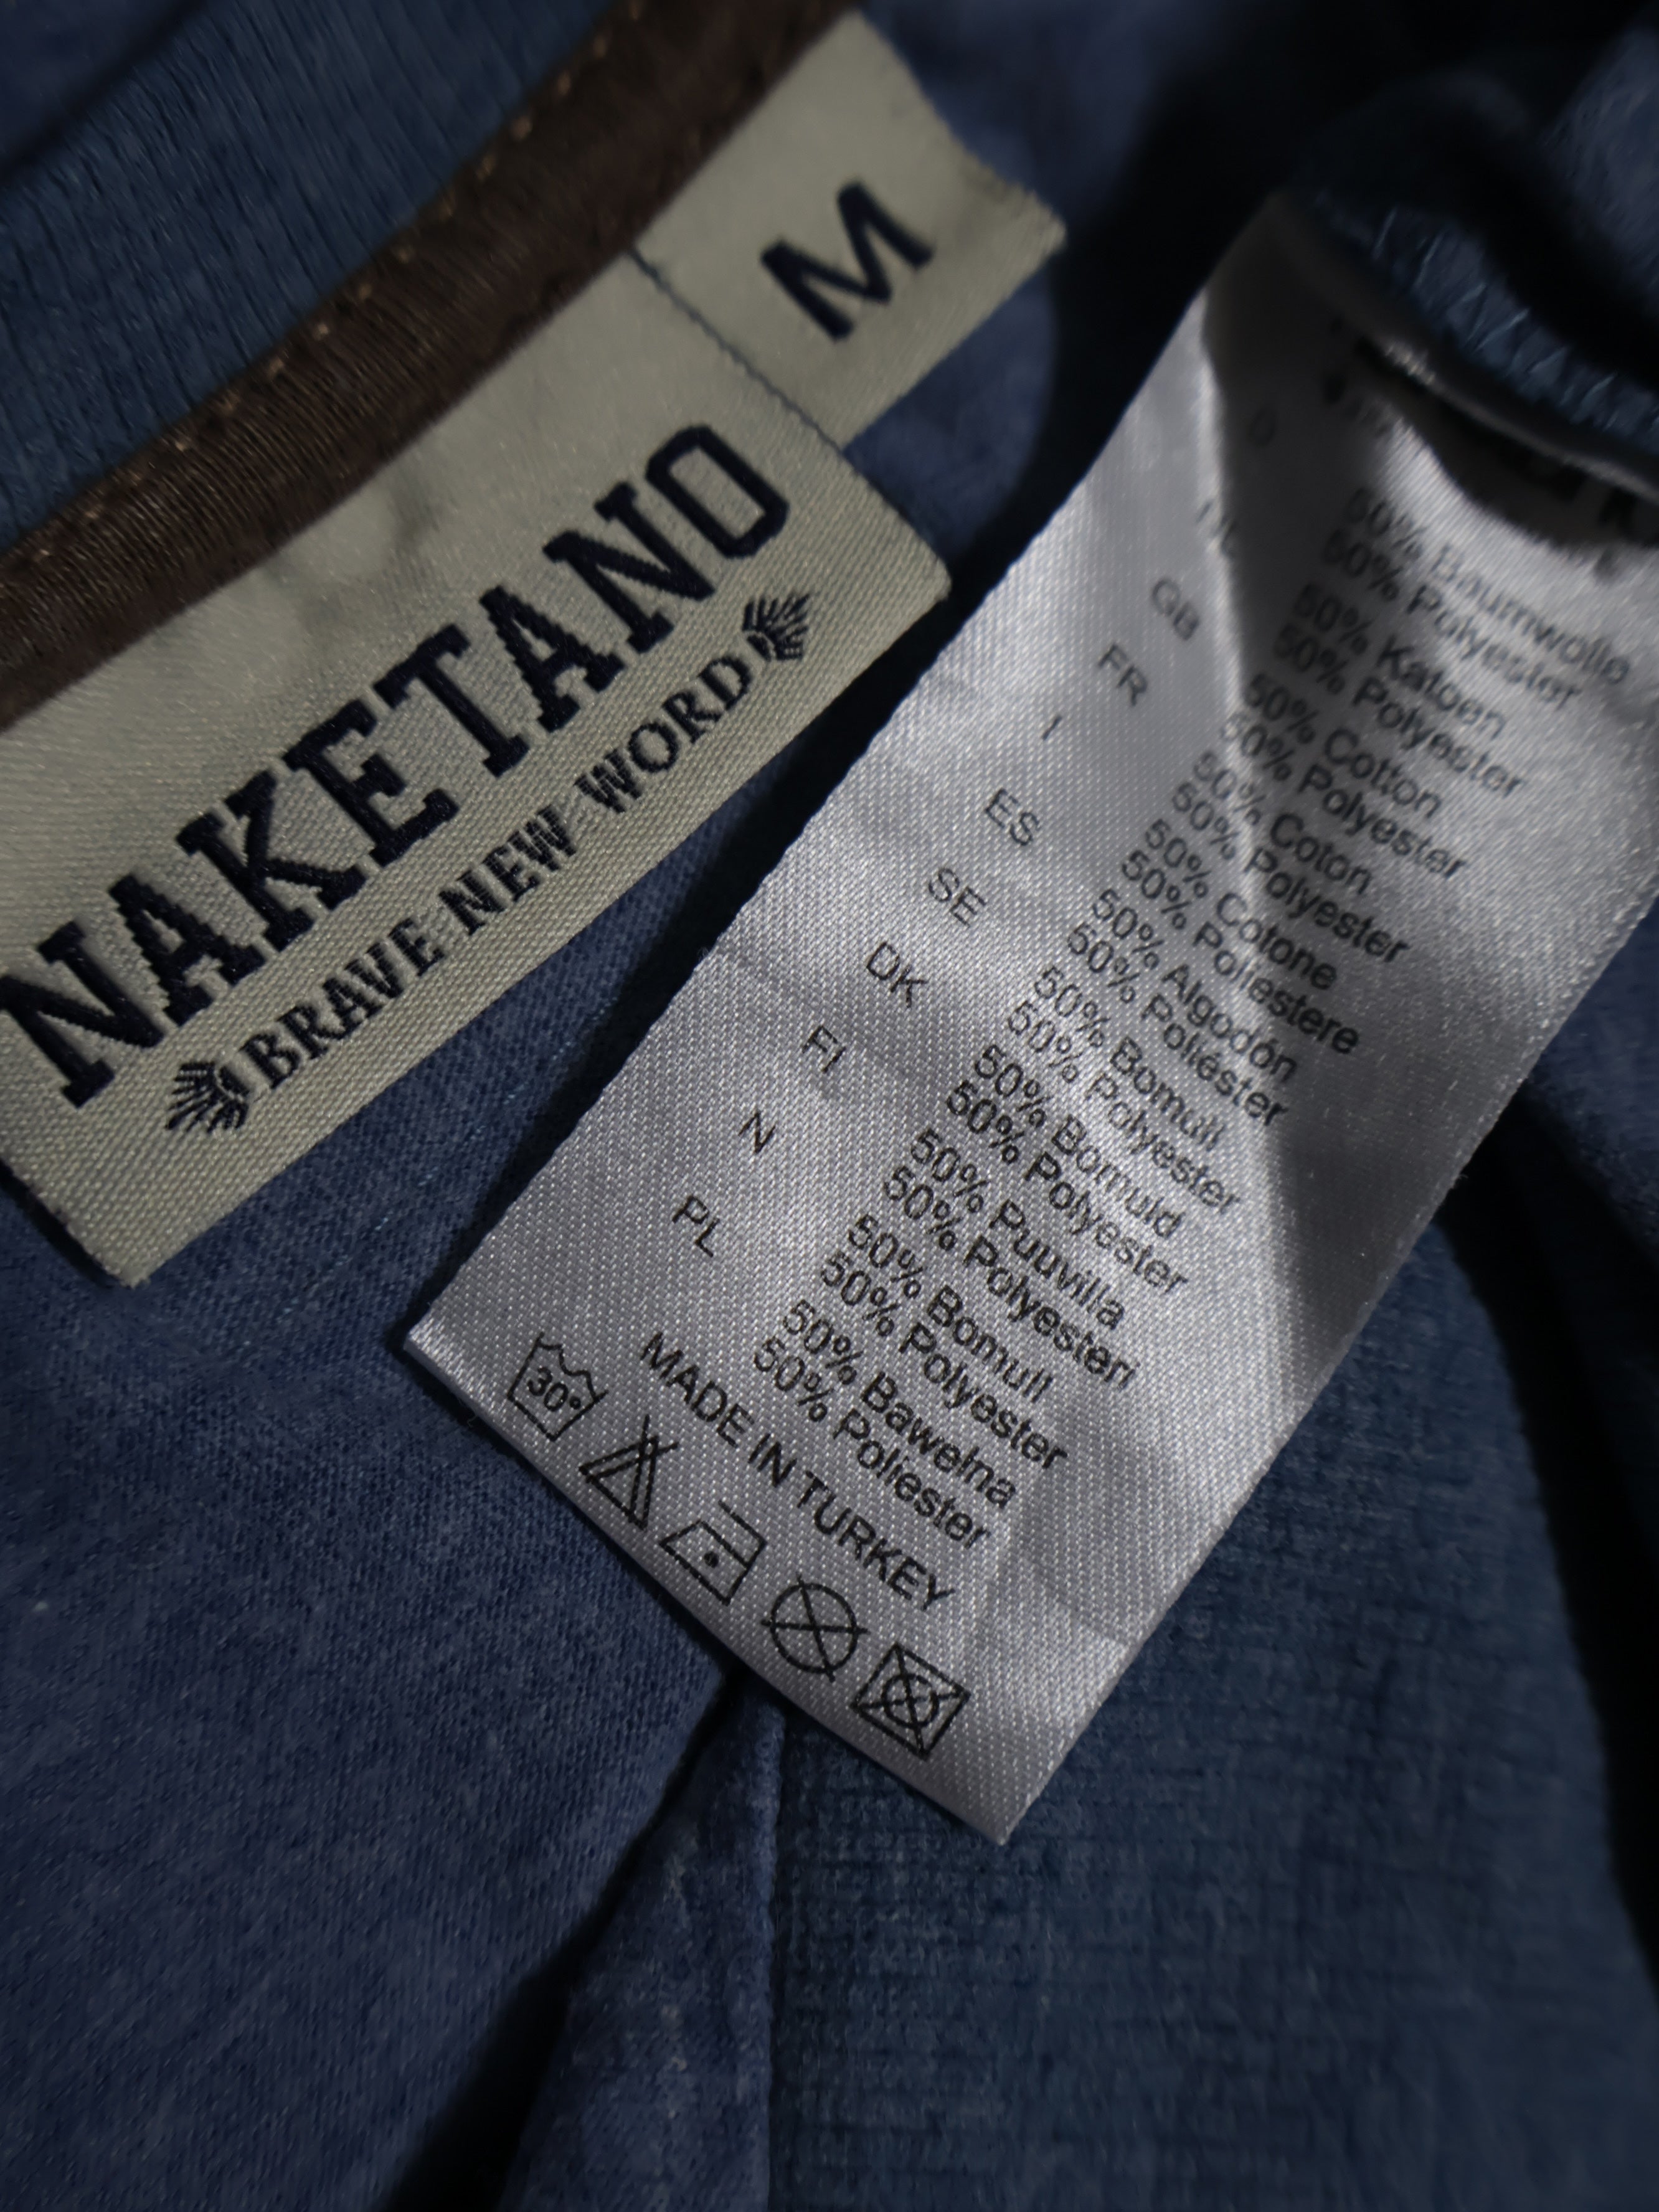 M
NAKETANO
BRAVE NEW WORD
50% Baumwolle
50% Polyester
50% Katoen
50% Polyester
GB 50% Cotton
50% Polyester
FR 50% Coton
50% Polyester
I 50% Cotone
50% Poliestere
ES 50% Algodón
50% Poliéster
SE 50% Bomull
50% Polyester
DK 50% Bomuld
50% Polyester
FI 50% Puuvilla
50% Polyesteri
N 50% Bomull
50% Polyester
PL 50% Bawełna
50% Poliester
MADE IN TURKEY
30°